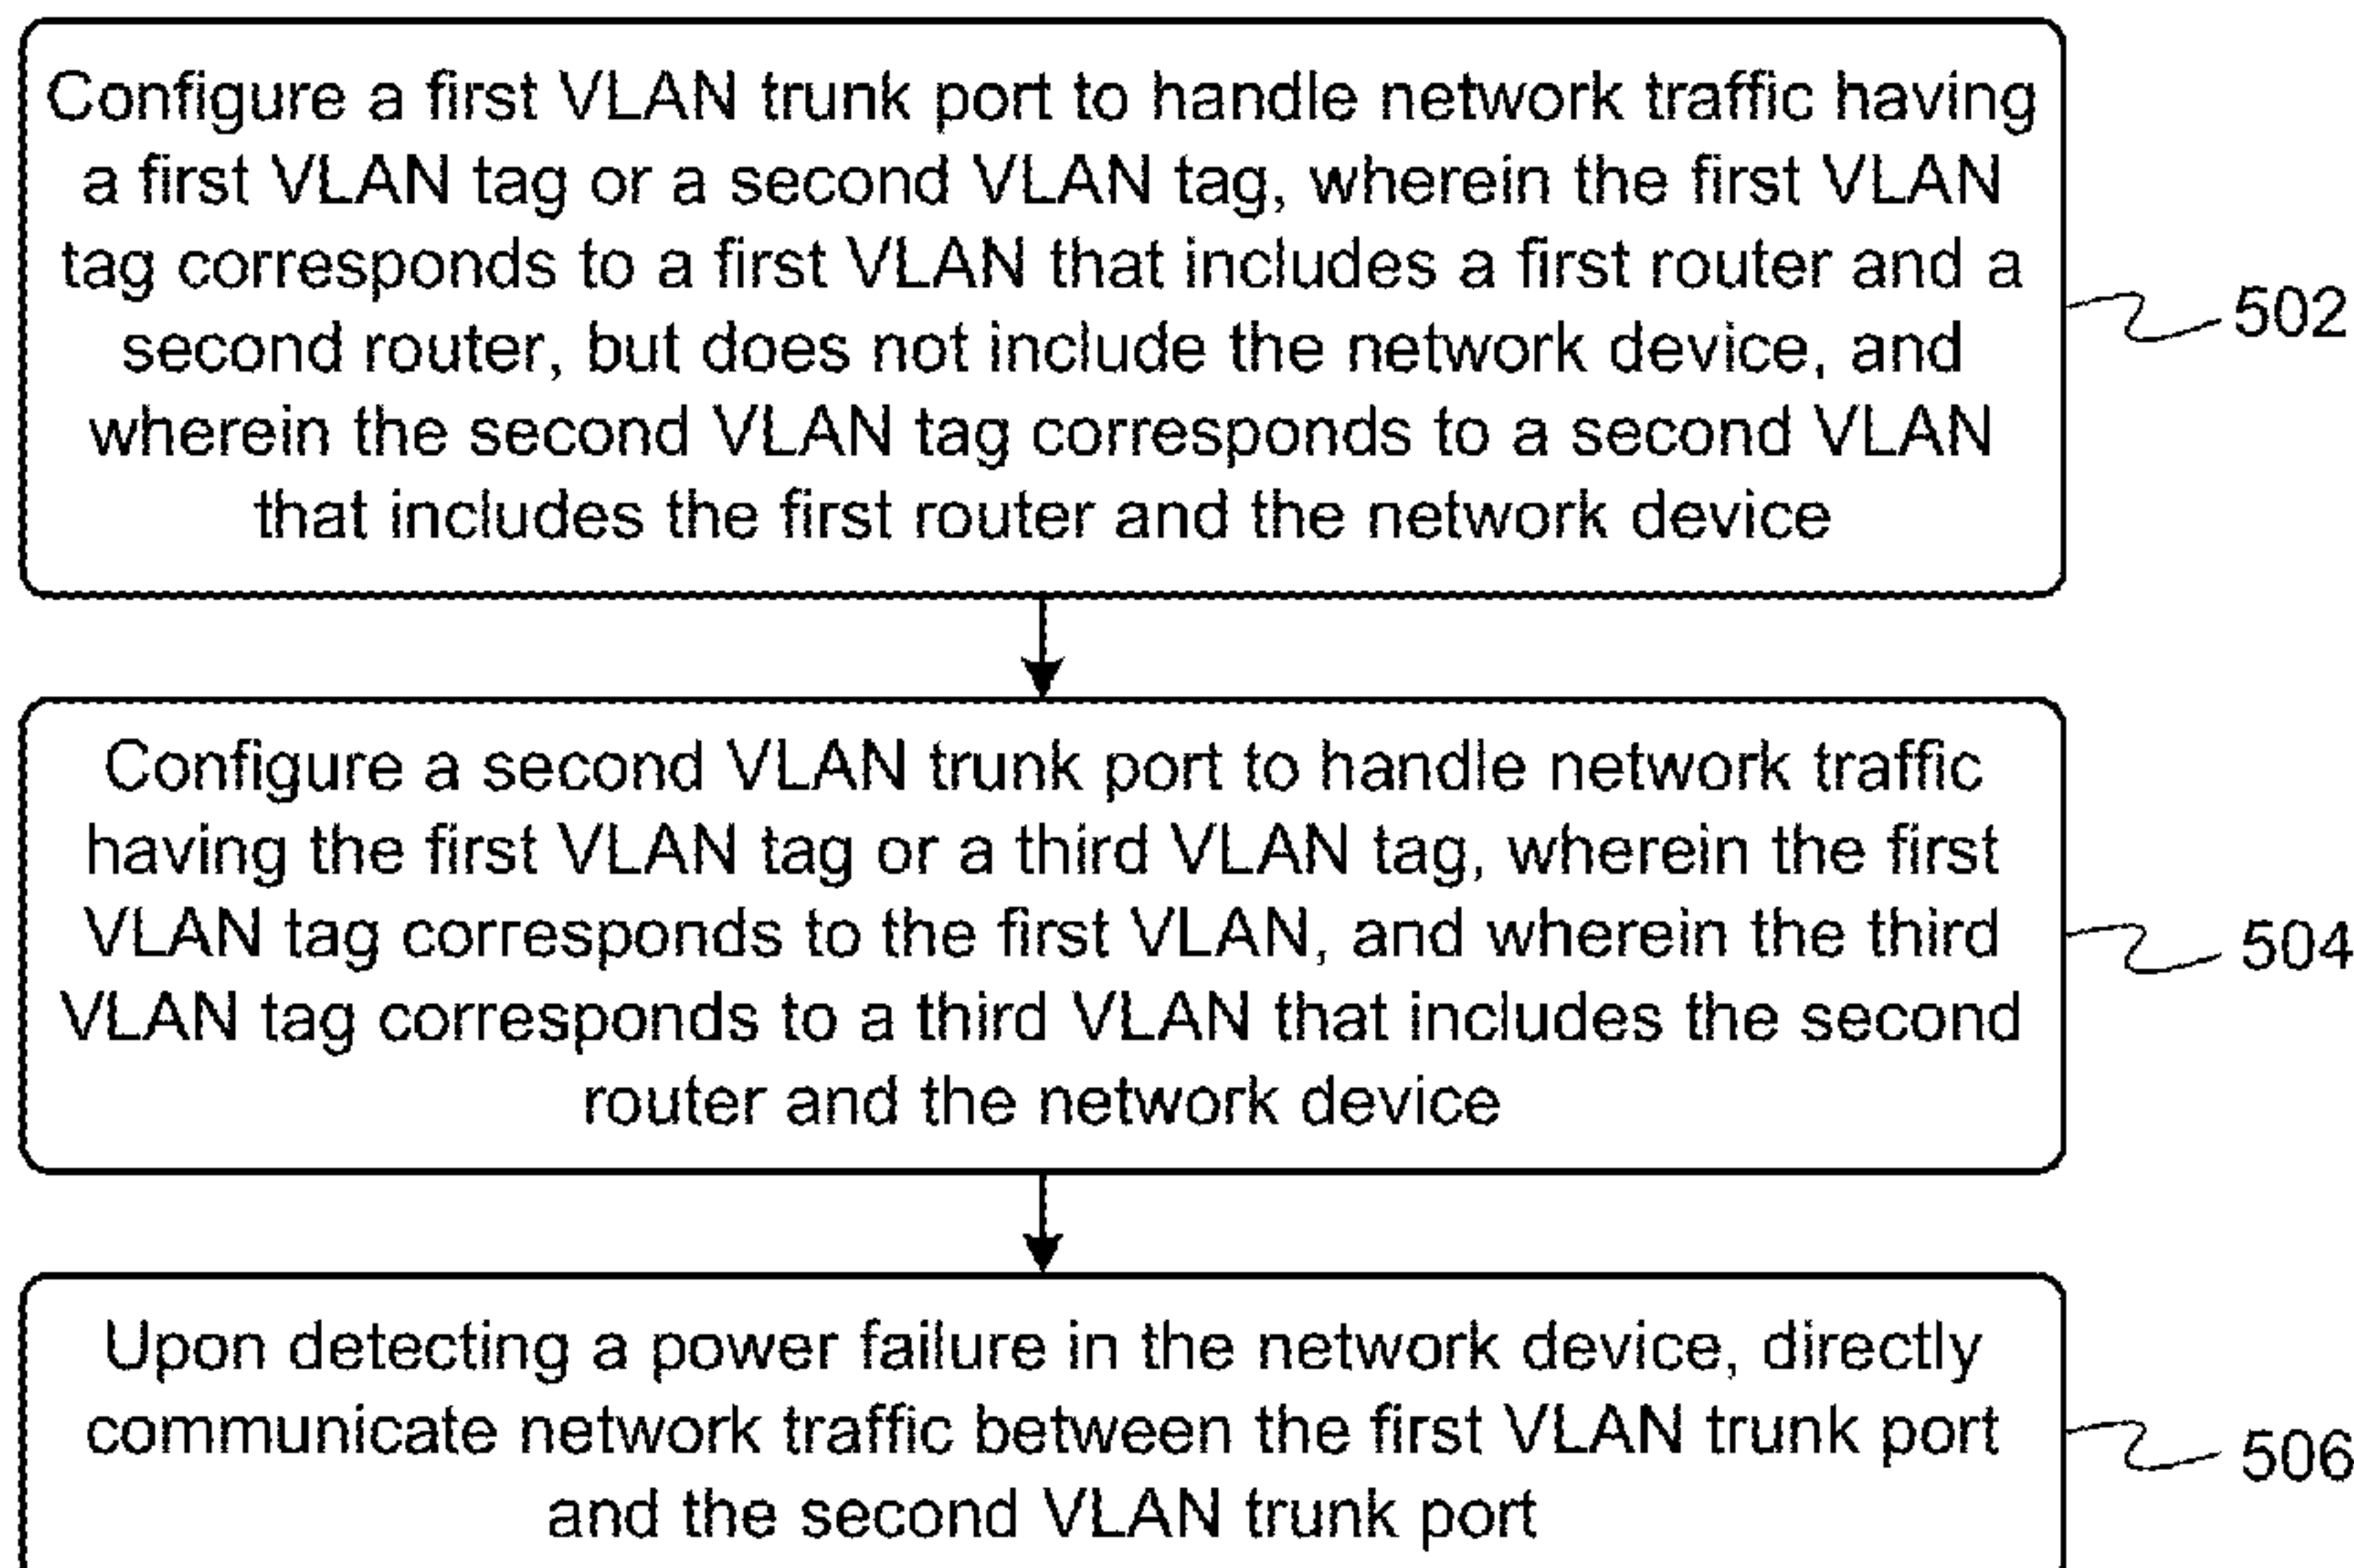 Configure a first VLAN trunk port to handle network traffic having
a first VLAN tag or a second VLAN tag, wherein the first VLAN
tag corresponds to a first VLAN that includes a first router and a
second router, but does not include the network device, and
wherein the second VLAN tag corresponds to a second VLAN
that includes the first router and the network device
502
Configure a second VLAN trunk port to handle network traffic
having the first VLAN tag or a third VLAN tag, wherein the first
VLAN tag corresponds to the first VLAN, and wherein the third
VLAN tag corresponds to a third VLAN that includes the second
router and the network device
504
Upon detecting a power failure in the network device, directly
communicate network traffic between the first VLAN trunk port
and the second VLAN trunk port
506